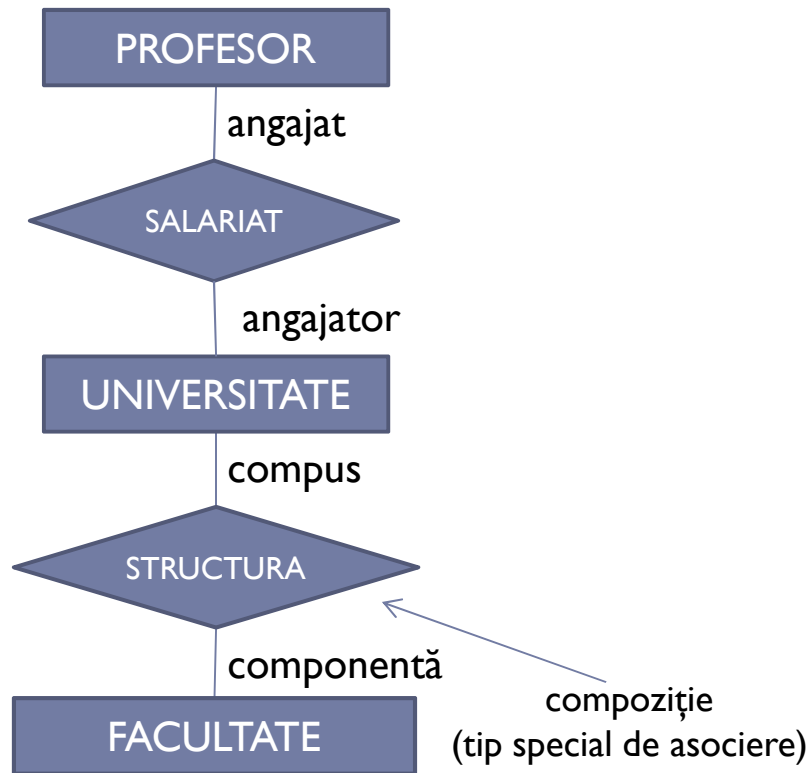 PROFESOR
angajat
SALARIAT
angajator
UNIVERSITATE
compus
STRUCTURA
componentă
FACULTATE
compoziție
(tip special de asociere)